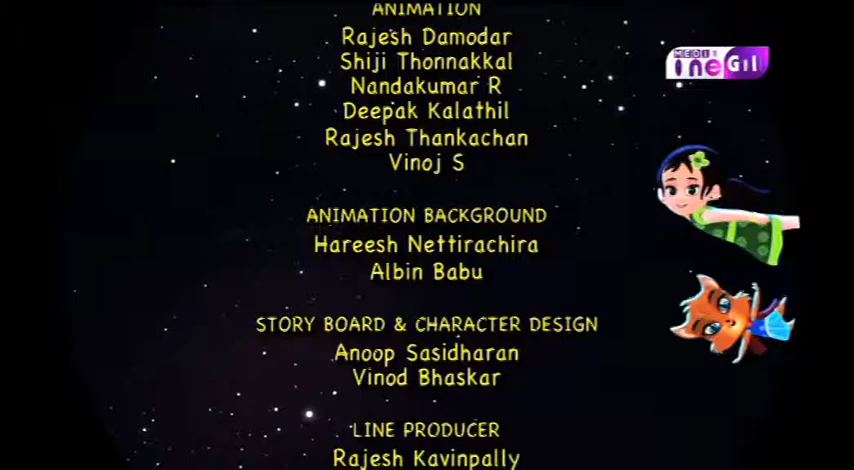 ANIMATION
Rajesh Damodar
Shiji Thonnakkal
Nandakumar R
Deepak Kalathil
Rajesh Thankachan
Vinoj S
ANIMATION BACKGROUND
Hareesh Nettirachira
Albin Babu
STORY BOARD & CHARACTER DESIGN
Anoop Sasidharan
Vinod Bhaskar
LINE PRODUCER
Rajesh Kavinpally